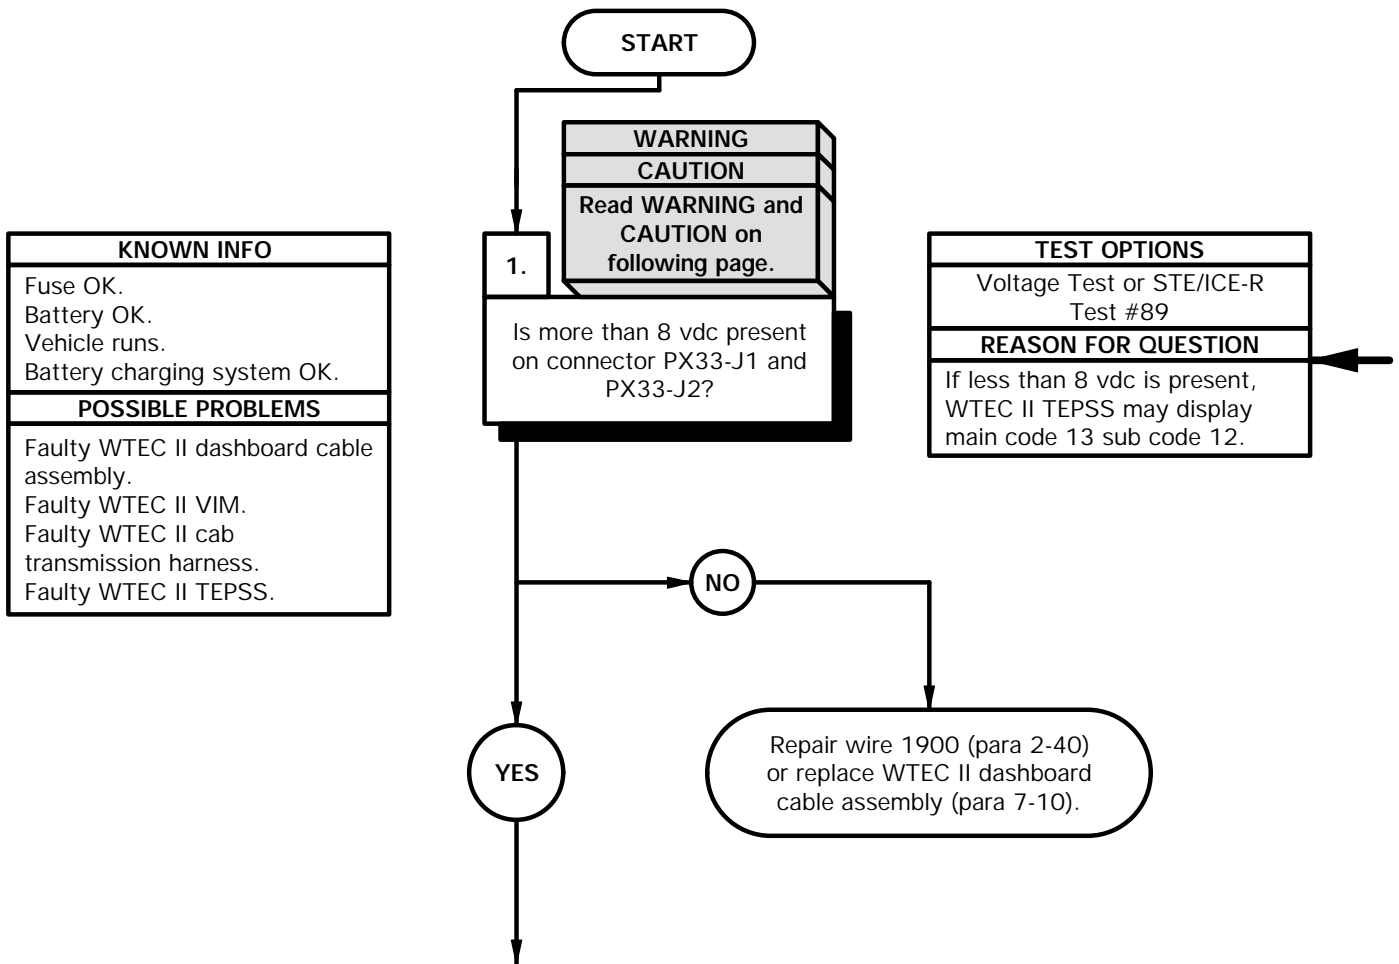 START
WARNING
CAUTION
Read WARNING and
CAUTION on
following page.
1.
Is more than 8 vdc present
on connector PX33-J1 and
PX33-J2?
KNOWN INFO
Fuse OK.
Battery OK.
Vehicle runs.
Battery charging system OK.
POSSIBLE PROBLEMS
Faulty WTEC II dashboard cable
assembly.
Faulty WTEC II VIM.
Faulty WTEC II cab
transmission harness.
Faulty WTEC II TEPSS.
TEST OPTIONS
Voltage Test or STE/ICE-R
Test #89
REASON FOR QUESTION
If less than 8 vdc is present,
WTEC II TEPSS may display
main code 13 sub code 12.
NO
YES
Repair wire 1900 (para 2-40)
or replace WTEC II dashboard
cable assembly (para 7-10).